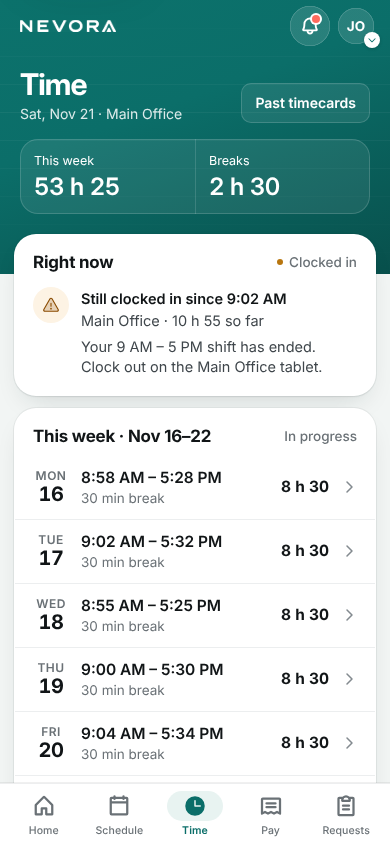 NEVORA
JO
Time
Sat, Nov 21 · Main Office
Past timecards
This week
53 h 25
Breaks
2 h 30
Right now
Clocked in
Still clocked in since 9:02 AM
Main Office · 10 h 55 so far
Your 9 AM – 5 PM shift has ended.
Clock out on the Main Office tablet.
This week · Nov 16–22
In progress
MON
16
8:58 AM – 5:28 PM
30 min break
8 h 30
TUE
17
9:02 AM – 5:32 PM
30 min break
8 h 30
WED
18
8:55 AM – 5:25 PM
30 min break
8 h 30
THU
19
9:00 AM – 5:30 PM
30 min break
8 h 30
FRI
20
9:04 AM – 5:34 PM
30 min break
8 h 30
Home
Schedule
Time
Pay
Requests